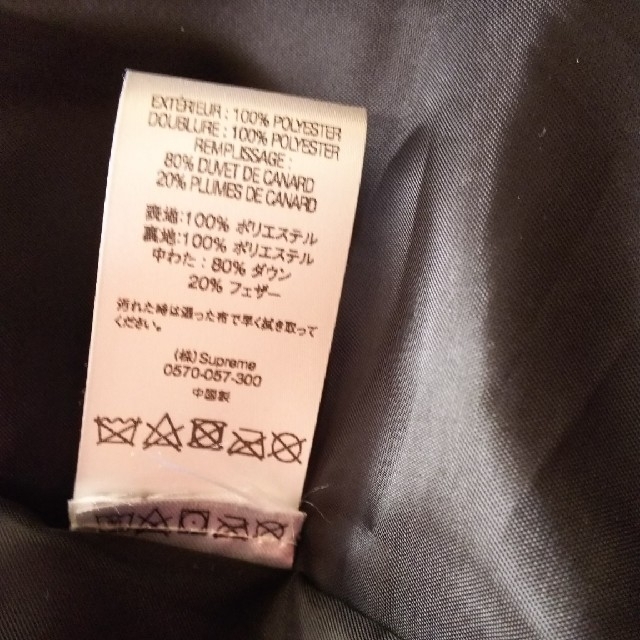 EXTÉRIEUR : 100% POLYESTER
DOUBLURE : 100% POLYESTER
REMPLISSAGE :
80% DUVET DE CANARD
20% PLUMES DE CANARD
表地:100% ポリエステル
裏地:100% ポリエステル
中わた : 80% ダウン
20% フェザー
汚れた時は湿った布で早く拭き取って
ください。
(株)Supreme
0570-057-300
中国製